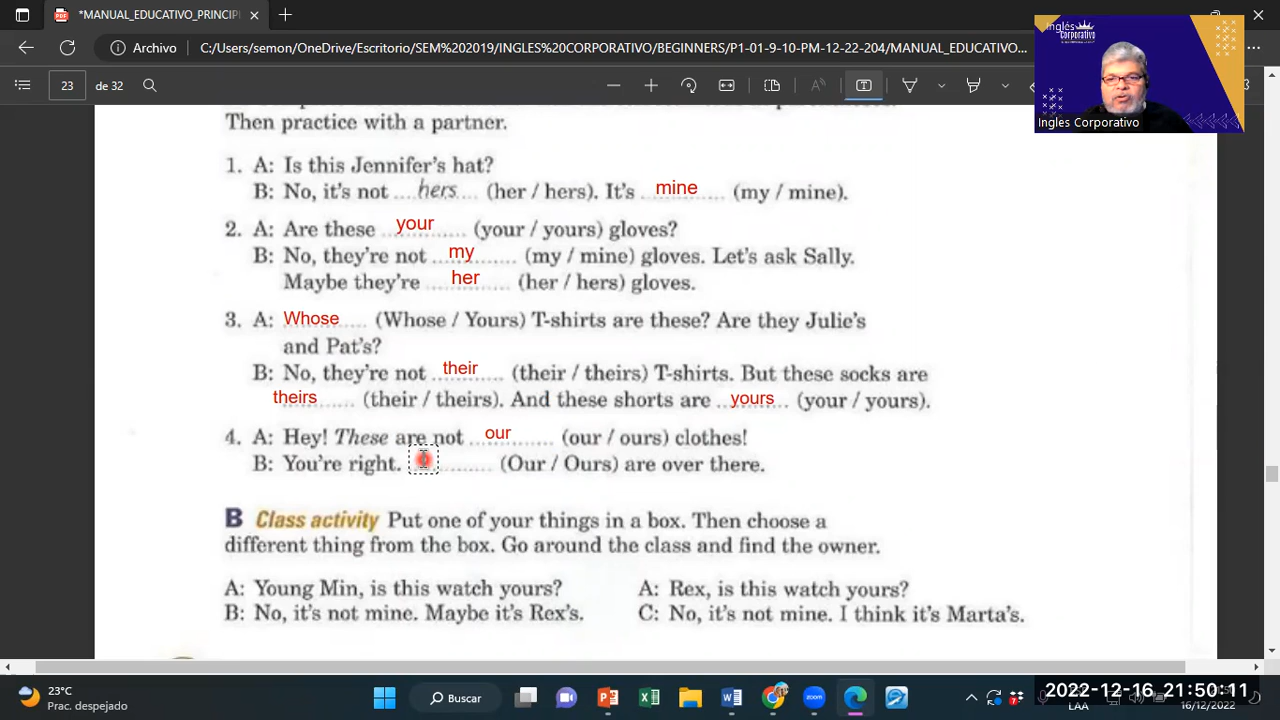 *MANUAL_EDUCATIVO_PRINCIPI
Archivo
C:/Users/semon/OneDrive/Escritorio/SEM%202019/INGLES%20CORPORATIVO/BEGINNERS/P1-01-9-10-PM-12-22-204/MANUAL_EDUCATIVO...
23 de 32
Inglés
Corporativo
Ingles Corporativo
Then practice with a partner.
1. A: Is this Jennifer's hat?
B: No, it's not hers (her / hers). It's mine (my / mine).
2. A: Are these your (your / yours) gloves?
B: No, they're not my (my / mine) gloves. Let's ask Sally.
Maybe they're her (her / hers) gloves.
3. A: Whose (Whose / Yours) T-shirts are these? Are they Julie's
and Pat's?
B: No, they're not their (their / theirs) T-shirts. But these socks are
theirs (their / theirs). And these shorts are yours (your / yours).
4. A: Hey! These are not our (our / ours) clothes!
B: You're right. (Our / Ours) are over there.
B Class activity Put one of your things in a box. Then choose a
different thing from the box. Go around the class and find the owner.
A: Young Min, is this watch yours?
B: No, it's not mine. Maybe it's Rex's.
A: Rex, is this watch yours?
C: No, it's not mine. I think it's Marta's.
23°C
Prac. despejado
Buscar
LAA
2022-12-16 21:50:11
16/12/2022